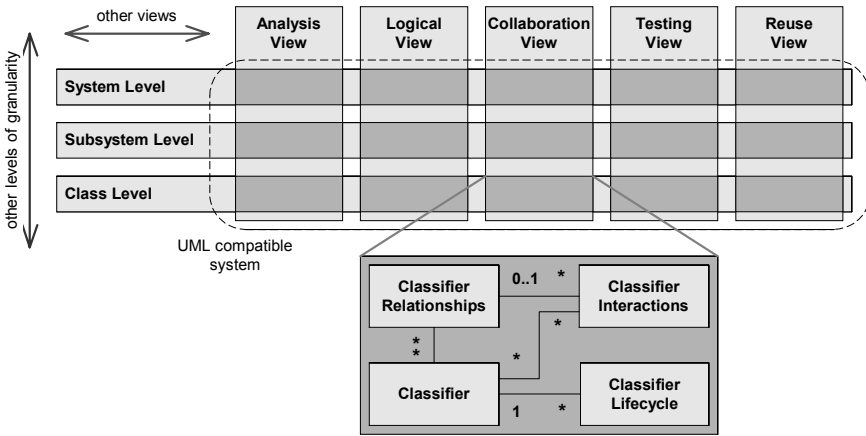 other views
other levels of granularity
Analysis
View
Logical
View
Collaboration
View
Testing
View
Reuse
View
System Level
Subsystem Level
Class Level
UML compatible
system
Classifier
Relationships
0..1
*
Classifier
Interactions
*
*
*
*
Classifier
1
*
Classifier
Lifecycle